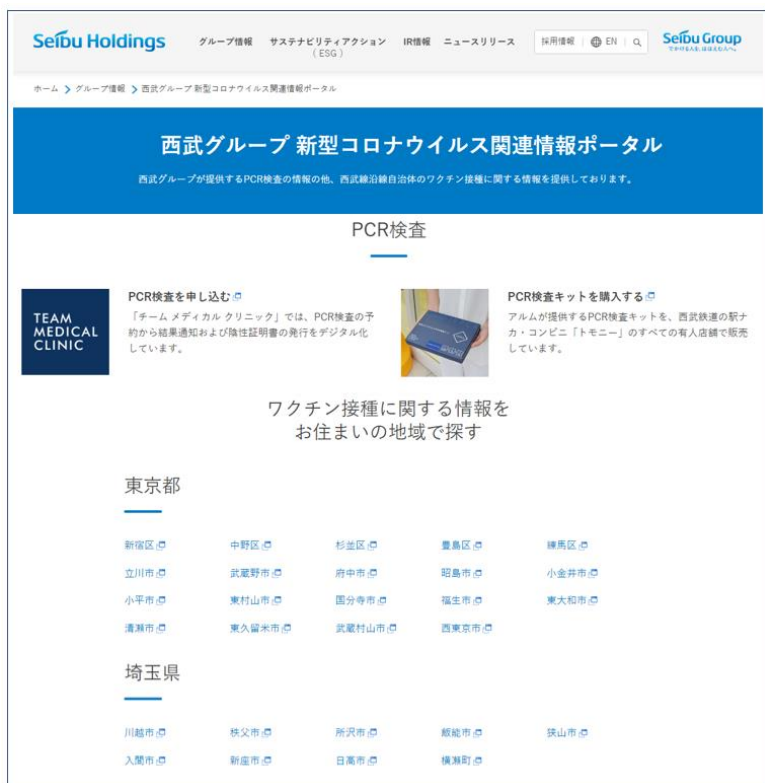 Seibu Holdings
グループ情報 サステナビリティアクション IR情報 ニュースリリース 採用情報 EN Seibu Group
（ESG） でかける人を、ほほえむ人へ。
ホーム グループ情報 西武グループ 新型コロナウイルス関連情報ポータル
西武グループ 新型コロナウイルス関連情報ポータル
西武グループが提供するPCR検査の情報の他、西武線沿線自治体のワクチン接種に関する情報を提供しております。
PCR検査
TEAM
MEDICAL
CLINIC
PCR検査を申し込む
「チーム メディカル クリニック」では、PCR検査の予
約から結果通知および陰性証明書の発行をデジタル化
しています。
PCR検査キットを購入する
アルムが提供するPCR検査キットを、西武鉄道の駅ナ
カ・コンビニ「トモニー」のすべての有人店舗で販売
しています。
ワクチン接種に関する情報を
お住まいの地域で探す
東京都
新宿区 中野区 杉並区 豊島区 練馬区
立川市 武蔵野市 府中市 昭島市 小金井市
小平市 東村山市 国分寺市 福生市 東大和市
清瀬市 東久留米市 武蔵村山市 西東京市
埼玉県
川越市 秩父市 所沢市 飯能市 狭山市
入間市 新座市 日高市 横瀬町